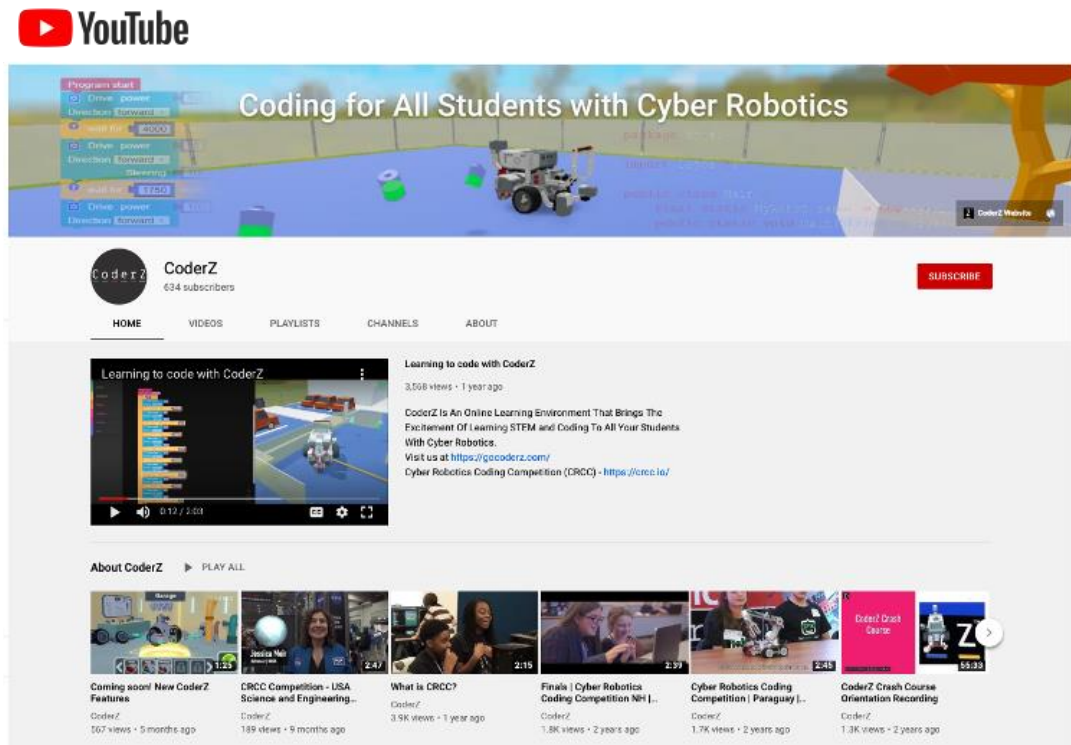 YouTube
Program start
Drive power
Direction forward
wait for 4000
Drive power
Direction forward
Steering
wait for 1750
Drive power
Direction forward
Coding for All Students with Cyber Robotics
CoderZ Website
CoderZ
CoderZ
634 subscribers
SUBSCRIBE
HOME VIDEOS PLAYLISTS CHANNELS ABOUT
Learning to code with CoderZ
0:12 / 2:03
Learning to code with CoderZ
3,568 views • 1 year ago
CoderZ Is An Online Learning Environment That Brings The
Excitement Of Learning STEM and Coding To All Your Students
With Cyber Robotics.
Visit us at https://gocoderz.com/
Cyber Robotics Coding Competition (CRCC) - https://crcc.io/
About CoderZ PLAY ALL
Garage
1:25
Jessica Meir
2:47
2:15
2:39
2:45
CoderZ Crash
Course
Z
55:33
Coming soon! New CoderZ
Features
CoderZ
567 views • 5 months ago
CRCC Competition - USA
Science and Engineering...
CoderZ
189 views • 9 months ago
What is CRCC?
CoderZ
3.9K views • 1 year ago
Finals | Cyber Robotics
Coding Competition NH |...
CoderZ
1.8K views • 2 years ago
Cyber Robotics Coding
Competition | Paraguay |...
CoderZ
1.7K views • 2 years ago
CoderZ Crash Course
Orientation Recording
CoderZ
1.3K views • 2 years ago